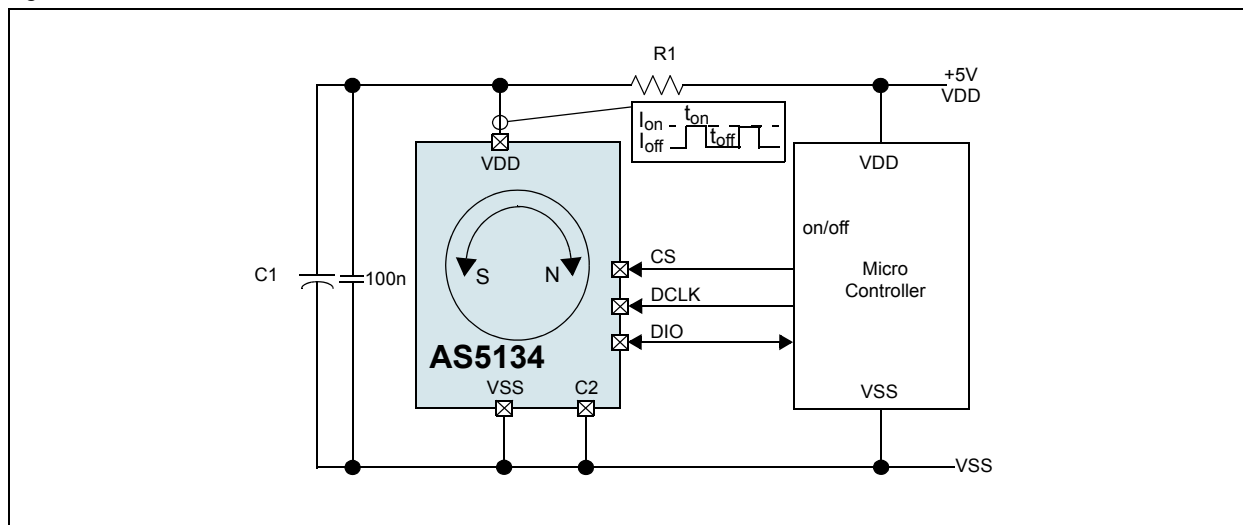 R1
+5V
VDD
Ion
ton
Ioff
toff
VDD
VDD
on/off
CS
C1
100n
S
N
Micro
Controller
DCLK
DIO
AS5134
VSS
C2
VSS
VSS